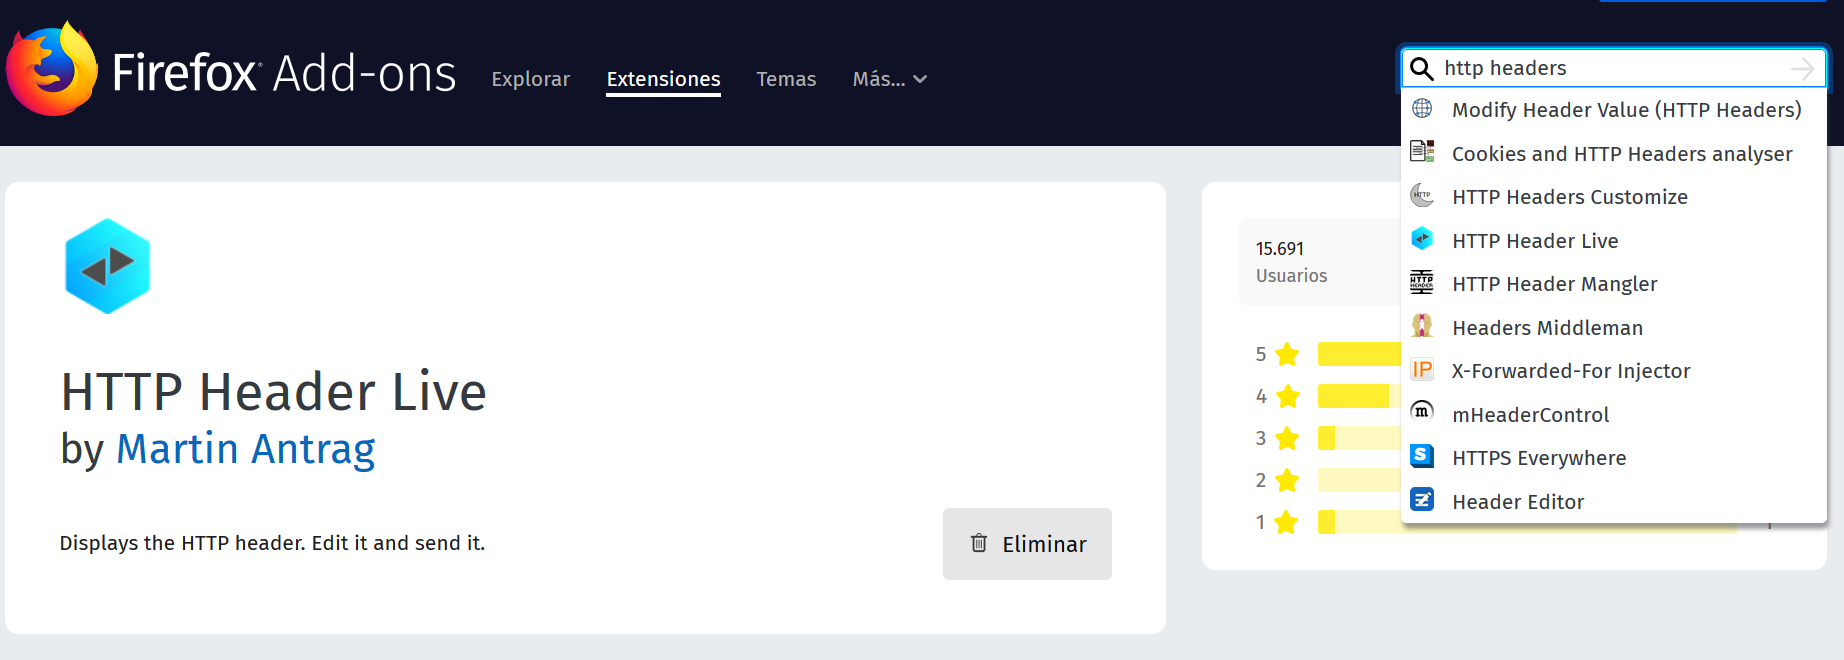 Firefox Add-ons
Explorar
Extensiones
Temas
Más...
http headers
Modify Header Value (HTTP Headers)
Cookies and HTTP Headers analyser
HTTP Headers Customize
HTTP Header Live
HTTP Header Mangler
Headers Middleman
X-Forwarded-For Injector
mHeaderControl
HTTPS Everywhere
Header Editor
HTTP Header Live
by Martin Antrag
Displays the HTTP header. Edit it and send it.
Eliminar
15.691
Usuarios
5
4
3
2
1